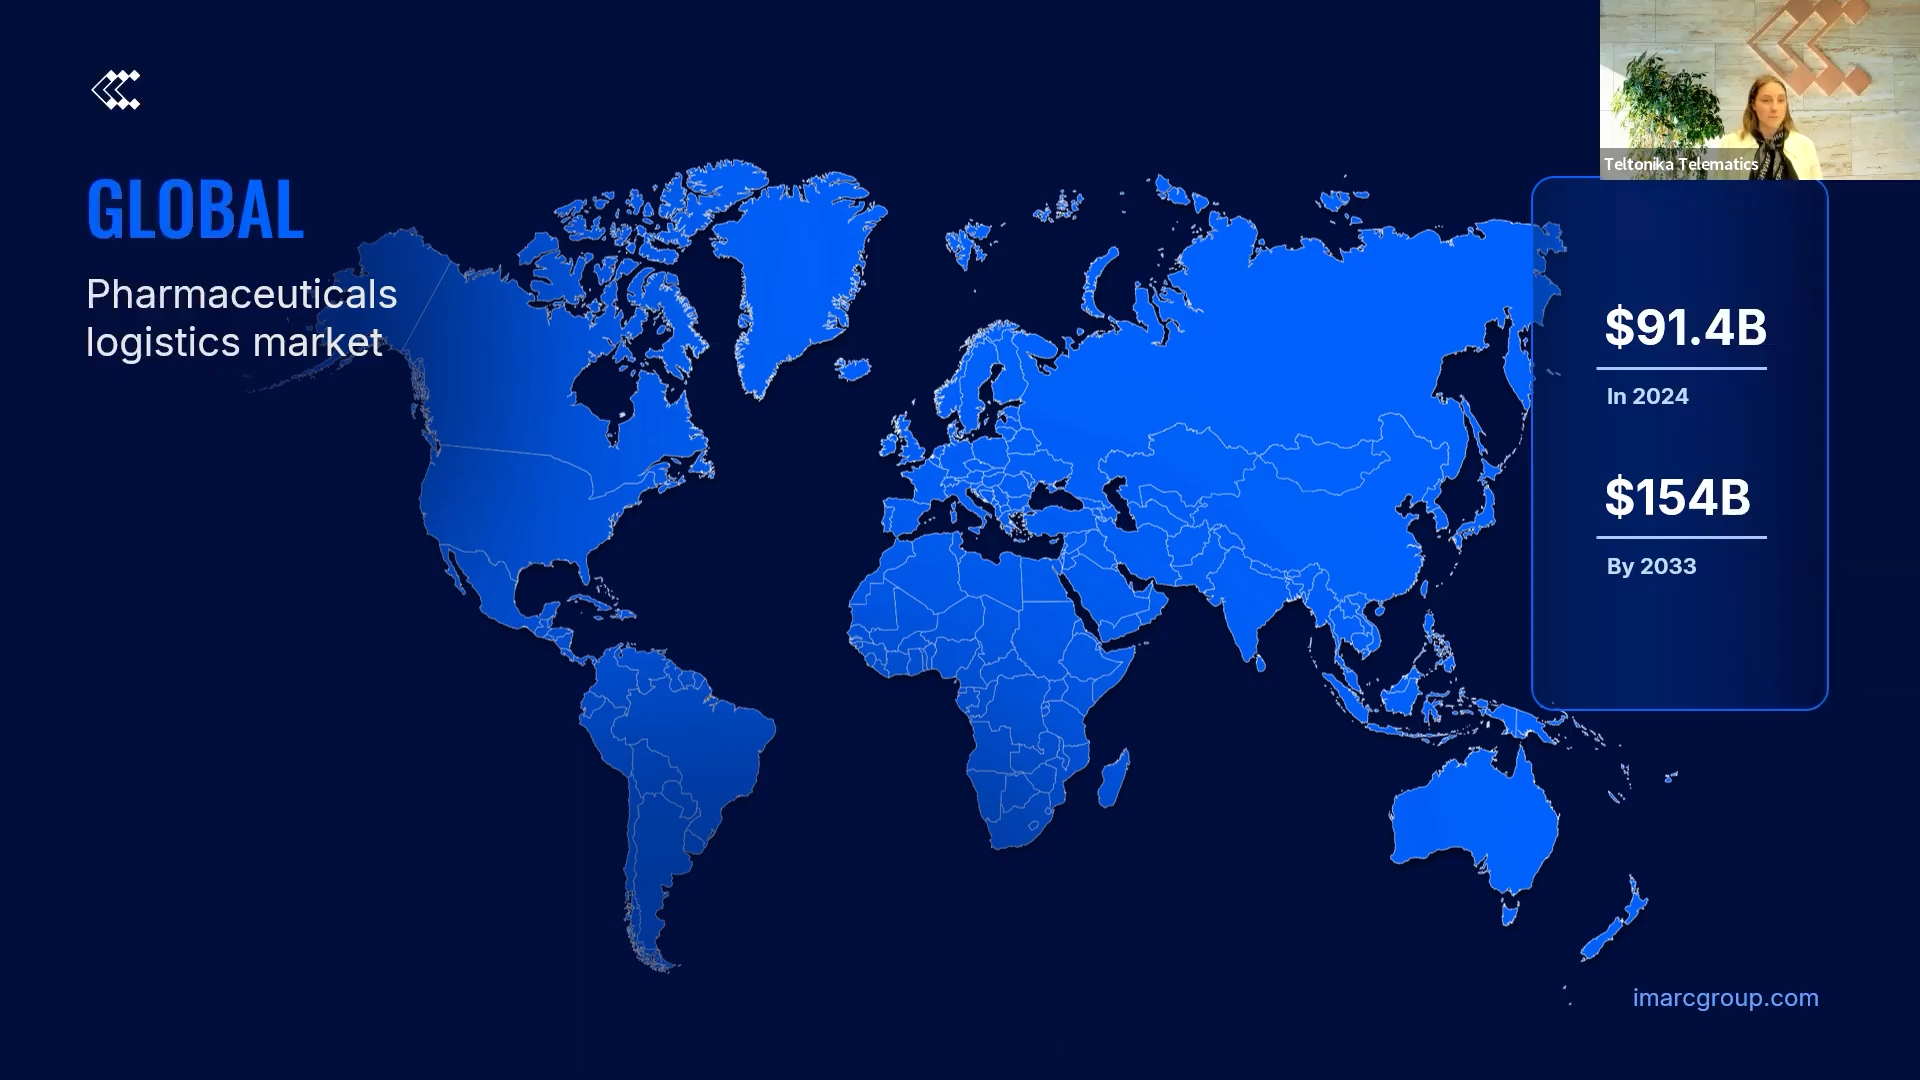 GLOBAL
Pharmaceuticals
logistics market
Teltonika Telematics
$91.4B
In 2024
$154B
By 2033
imarcgroup.com